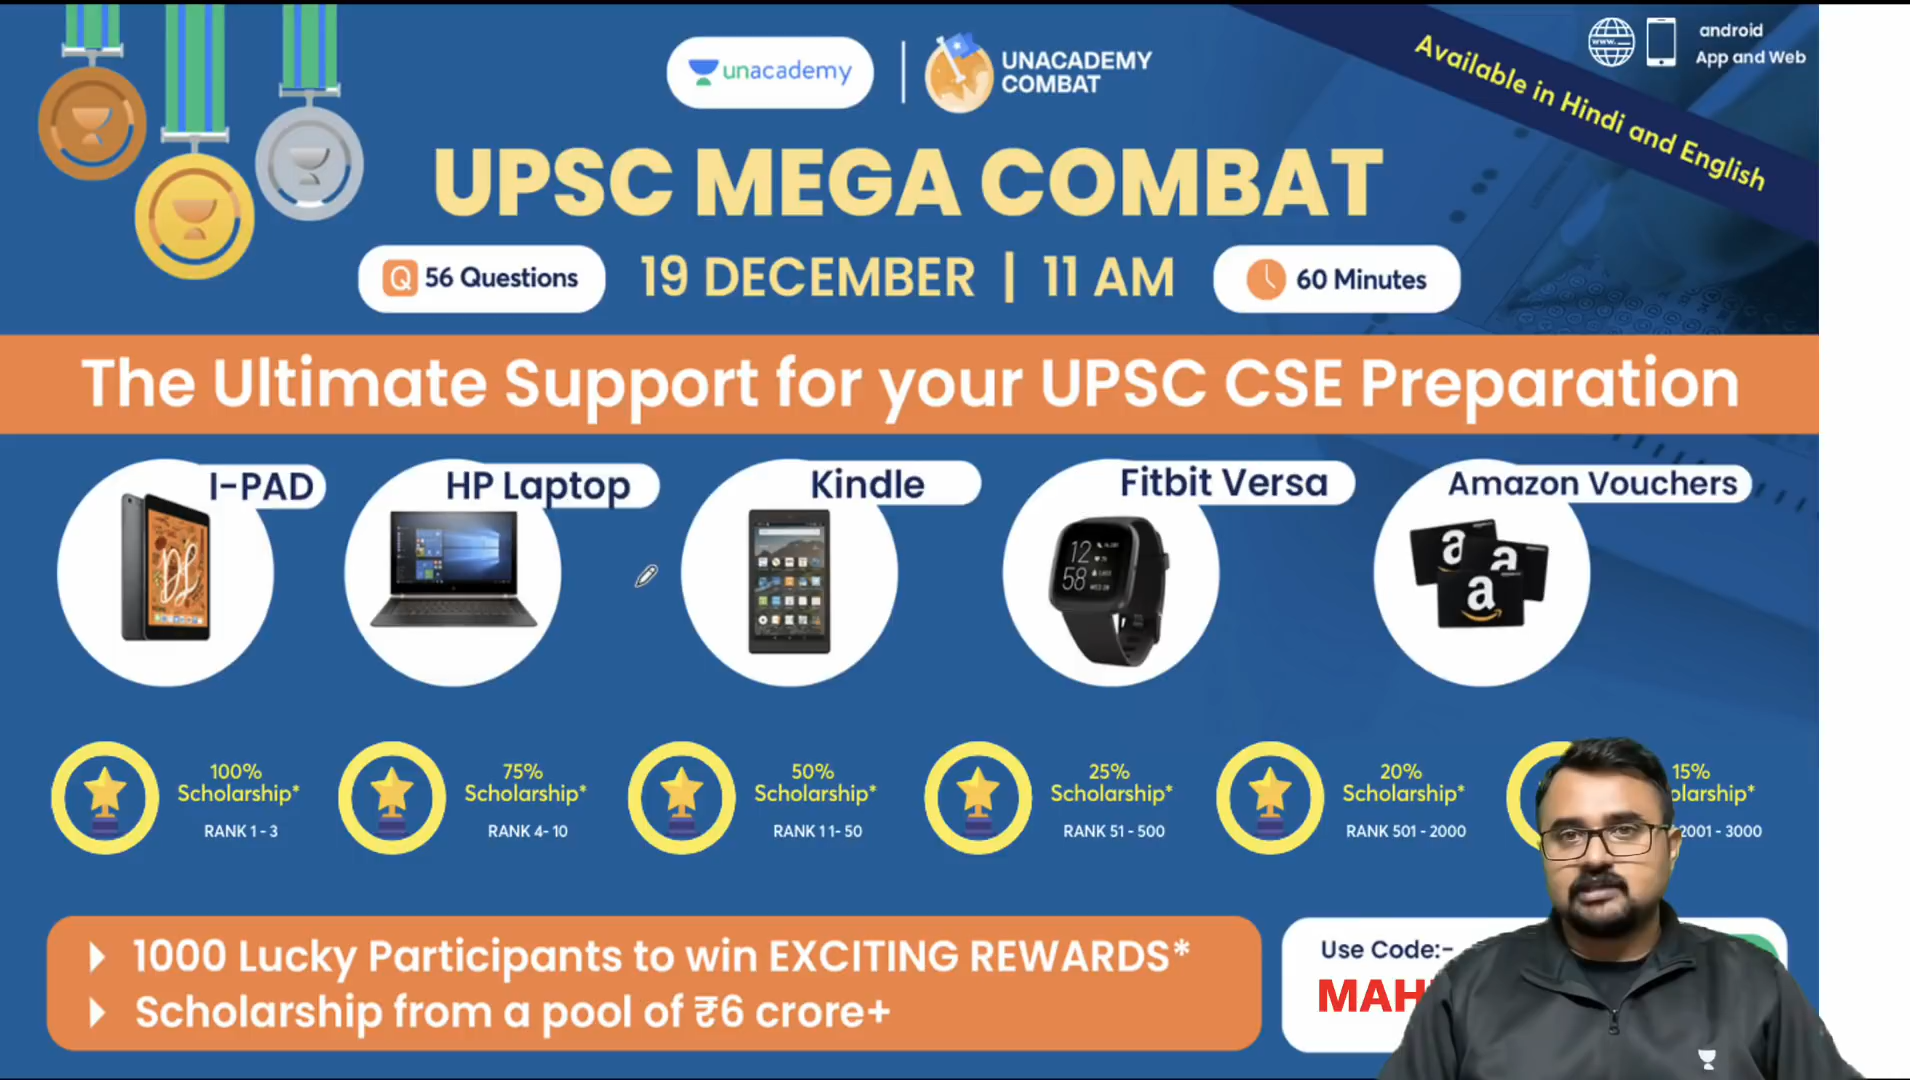 android
App and Web
unacademy
UNACADEMY
COMBAT
Available in Hindi and English
UPSC MEGA COMBAT
Q 56 Questions
19 DECEMBER | 11 AM
60 Minutes
The Ultimate Support for your UPSC CSE Preparation
I-PAD
HP Laptop
Kindle
Fitbit Versa
Amazon Vouchers
12
58
a
a
a
100%
Scholarship*
RANK 1 - 3
75%
Scholarship*
RANK 4- 10
50%
Scholarship*
RANK 11- 50
25%
Scholarship*
RANK 51 - 500
20%
Scholarship*
RANK 501 - 2000
15%
olarship*
2001 - 3000
1000 Lucky Participants to win EXCITING REWARDS*
Scholarship from a pool of ₹6 crore+
Use Code:-
MAH